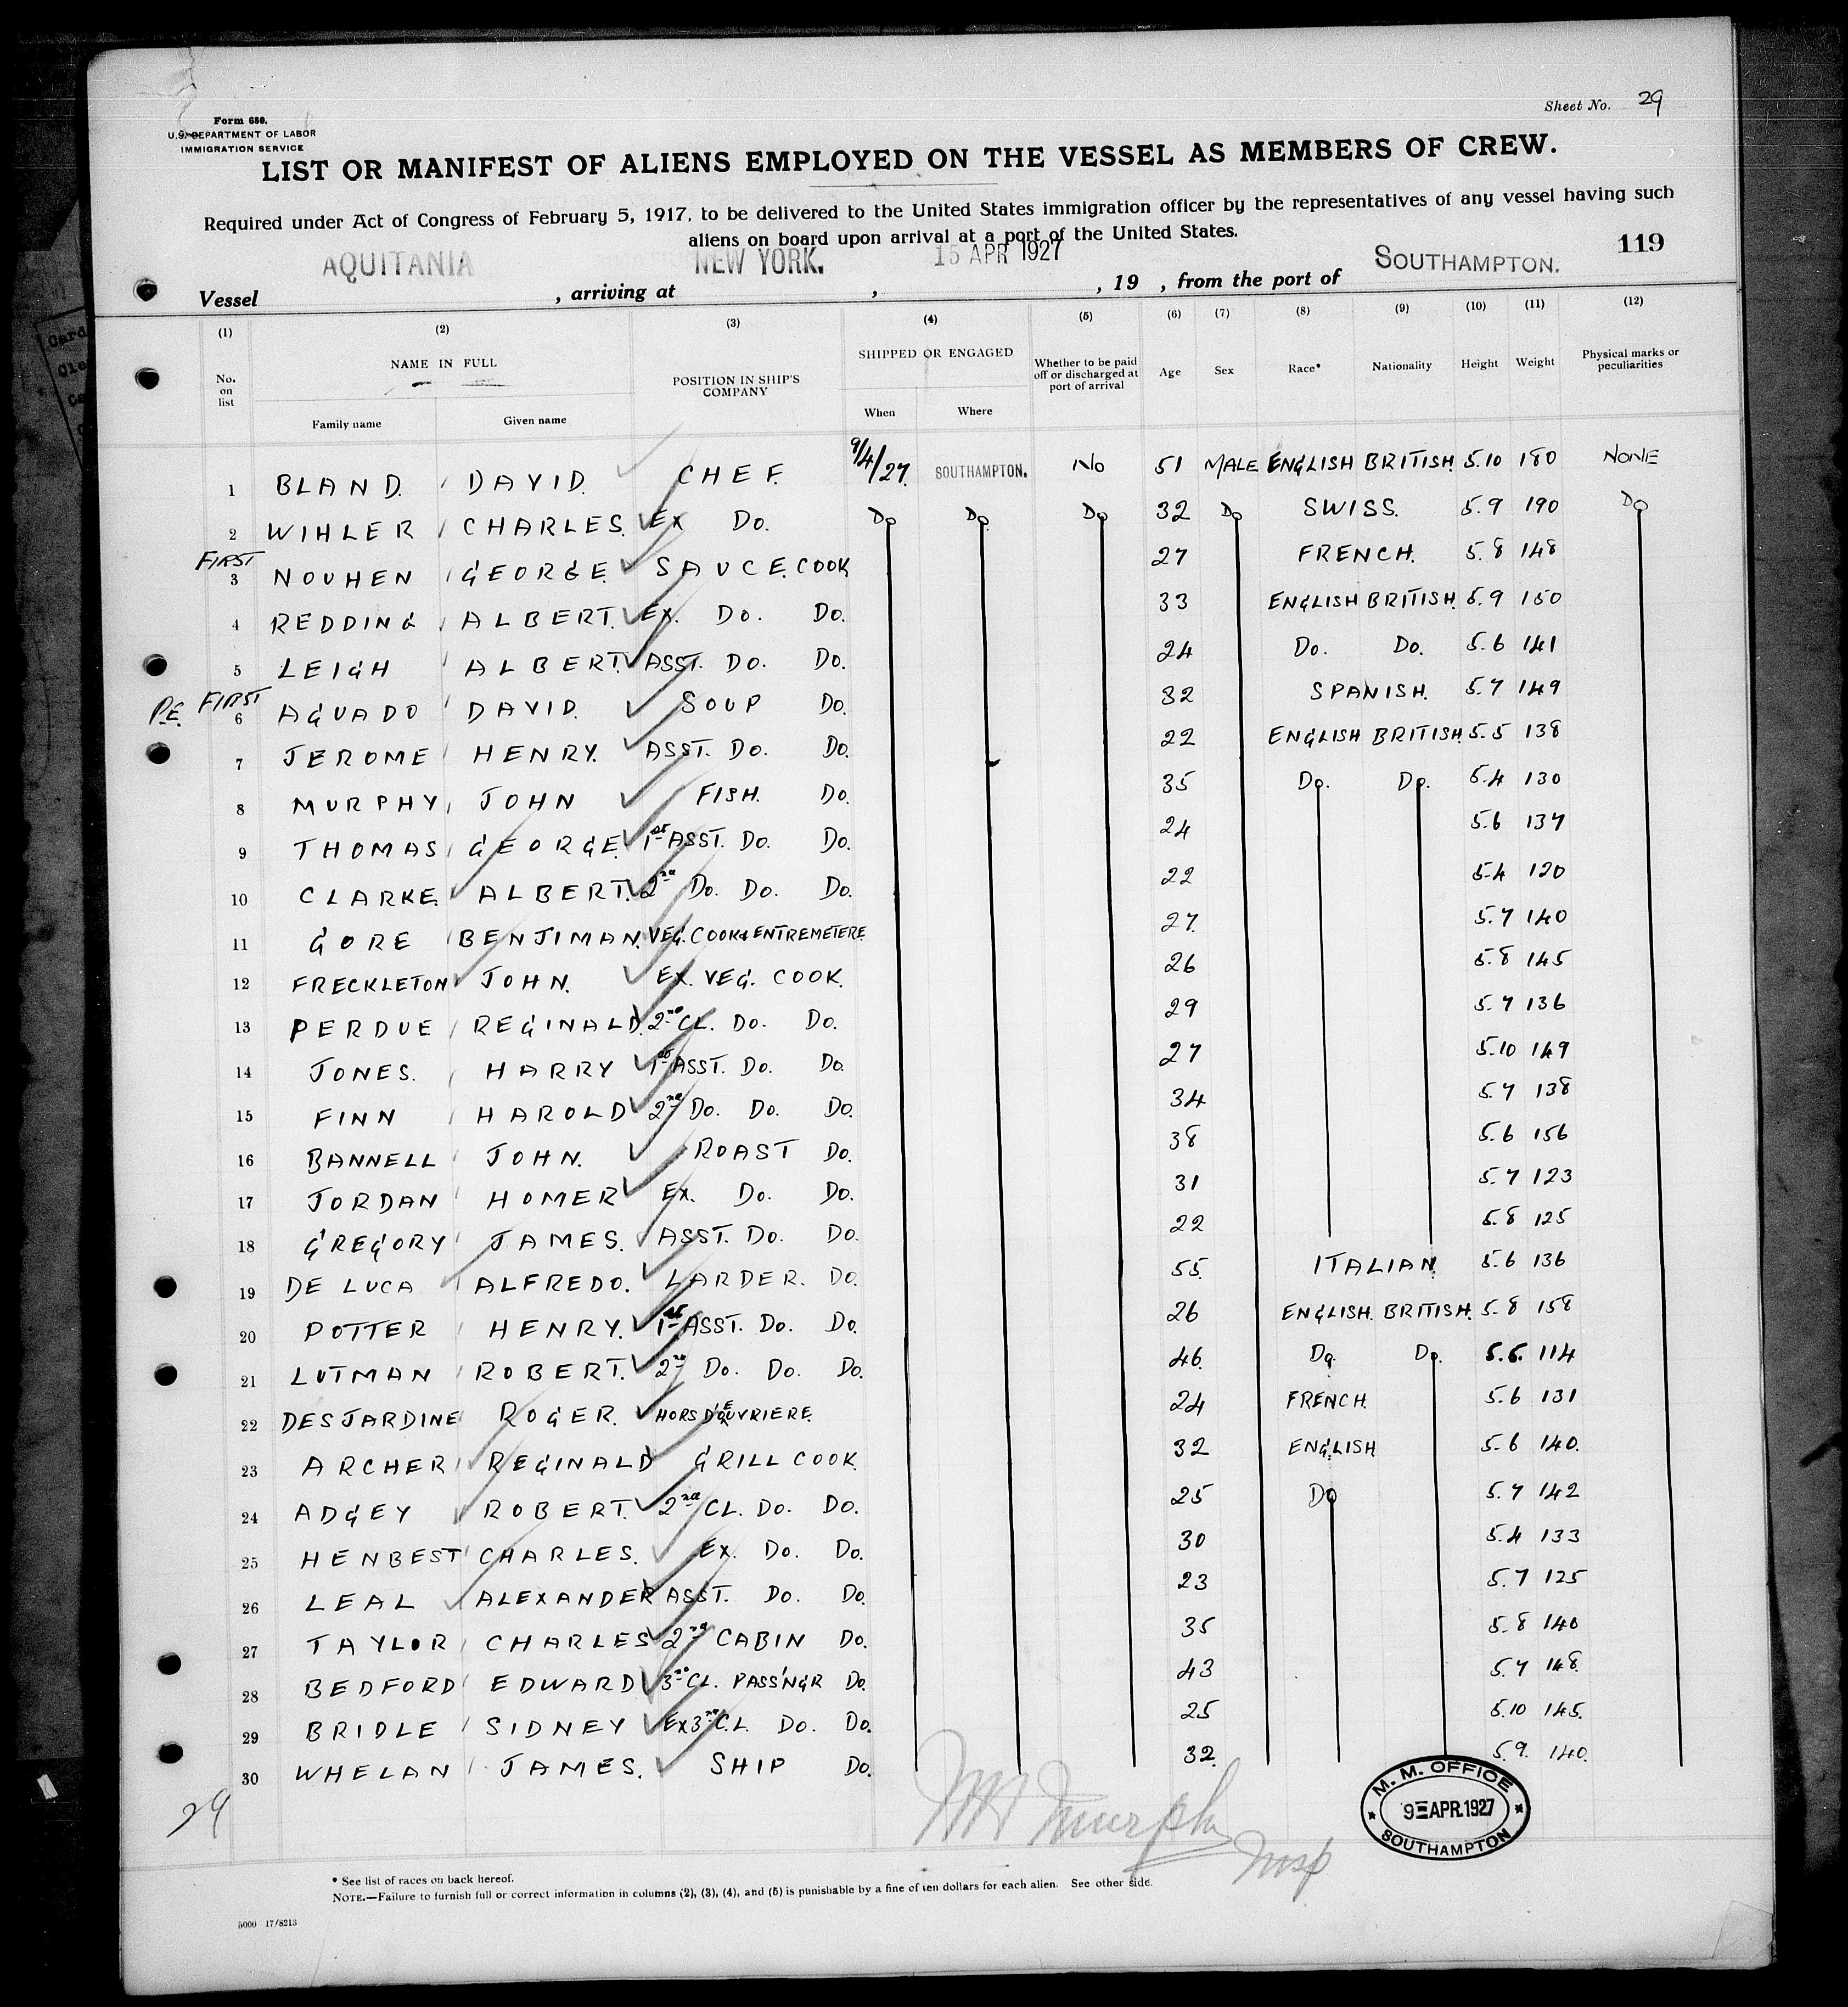 Sheet No. 29
Form 680.
U.S. DEPARTMENT OF LABOR
IMMIGRATION SERVICE
LIST OR MANIFEST OF ALIENS EMPLOYED ON THE VESSEL AS MEMBERS OF CREW.
Required under Act of Congress of February 5, 1917, to be delivered to the United States immigration officer by the representatives of any vessel having such
aliens on board upon arrival at a port of the United States.
119
Vessel AQUITANIA, arriving at NEW YORK., 15 APR 1927, 19 , from the port of SOUTHAMPTON.
(1) (2) (3) (4) (5) (6) (7) (8) (9) (10) (11) (12)
No. on list NAME IN FULL Family name Given name POSITION IN SHIP'S COMPANY SHIPPED OR ENGAGED When Where Whether to be paid off or discharged at port of arrival Age Sex Race* Nationality Height Weight Physical marks or peculiarities
1 BLAND. DAVID. CHEF. 9/4/27. SOUTHAMPTON. No 51 MALE ENGLISH BRITISH. 5.10 180 NONE
2 WIHLER CHARLES. Ex Do. Do Do. Do 32 Do SWISS. 5.9 190 Do
FIRST
3 NOUHEN GEORGE. SAUCE. COOK 27 FRENCH. 5.8 148
4 REDDING ALBERT. Ex. Do. Do. 33 ENGLISH BRITISH. 5.9 150
5 LEIGH ALBERT. ASST. Do. Do. 24 Do. Do. 5.6 141
P.E. FIRST
6 AGUADO DAVID. SOUP Do. 32 SPANISH. 5.7 149
7 JEROME HENRY. ASST. Do. Do. 22 ENGLISH BRITISH. 5.5 138
8 MURPHY JOHN FISH. Do. 35 Do. Do. 5.4 130
9 THOMAS GEORGE. 1st ASST. Do. Do. 24 5.6 137
10 CLARKE. ALBERT. 2nd Do. Do. Do. 22 5.4 120
11 GORE BENJIMAN. VEG. COOK & ENTREMETERE. 27. 5.7 140
12 FRECKLETON JOHN. EX. VEG. COOK. 26 5.8 145
13 PERDUE REGINALD. 2nd CL. Do. Do. 29 5.7 136
14 JONES. HARRY 1st ASST. Do. Do. 27 5.10 149
15 FINN HAROLD 2nd Do. Do. Do. 34 5.7 138
16 BANNELL JOHN. ROAST Do. 38 5.6 156
17 JORDAN HOMER Ex. Do. Do. 31 5.7 123
18 GREGORY JAMES. ASST. Do. Do. 22 5.8 125
19 DE LUCA ALFREDO. LARDER. Do. 55. ITALIAN. 5.6 136
20 POTTER HENRY. 1st ASST. Do. Do. 26 ENGLISH. BRITISH. 5.8 158
21 LUTMAN ROBERT. 2nd Do. Do. Do. 46. Do. Do. 5.5. 114
22 DESJARDINE ROGER. HORS D'OEUVRIERE. 24 FRENCH. 5.6 131
23 ARCHER REGINALD GRILL COOK. 32 ENGLISH 5.6 140.
24 ADGEY ROBERT. 2nd CL. Do. Do. 25 Do 5.7 142
25 HENBEST CHARLES. Ex. Do. Do. 30 5.4 133
26 LEAL ALEXANDER ASST. Do. Do. 23 5.7 125
27 TAYLOR CHARLES 2nd CABIN Do. 35 5.8 140
28 BEDFORD EDWARD 3rd CL. PASS'NGR Do. 43 5.7 148.
29 BRIDLE SIDNEY Ex 3rd CL. Do. Do. 25 5.10 145.
30 WHELAN JAMES. SHIP Do. 32. 5.9. 140.
29
Murphy
Insp
M. M. OFFICE
9 APR. 1927
SOUTHAMPTON
* See list of races on back hereof.
NOTE.—Failure to furnish full or correct information in columns (2), (3), (4), and (5) is punishable by a fine of ten dollars for each alien. See other side.
5000 17/8213